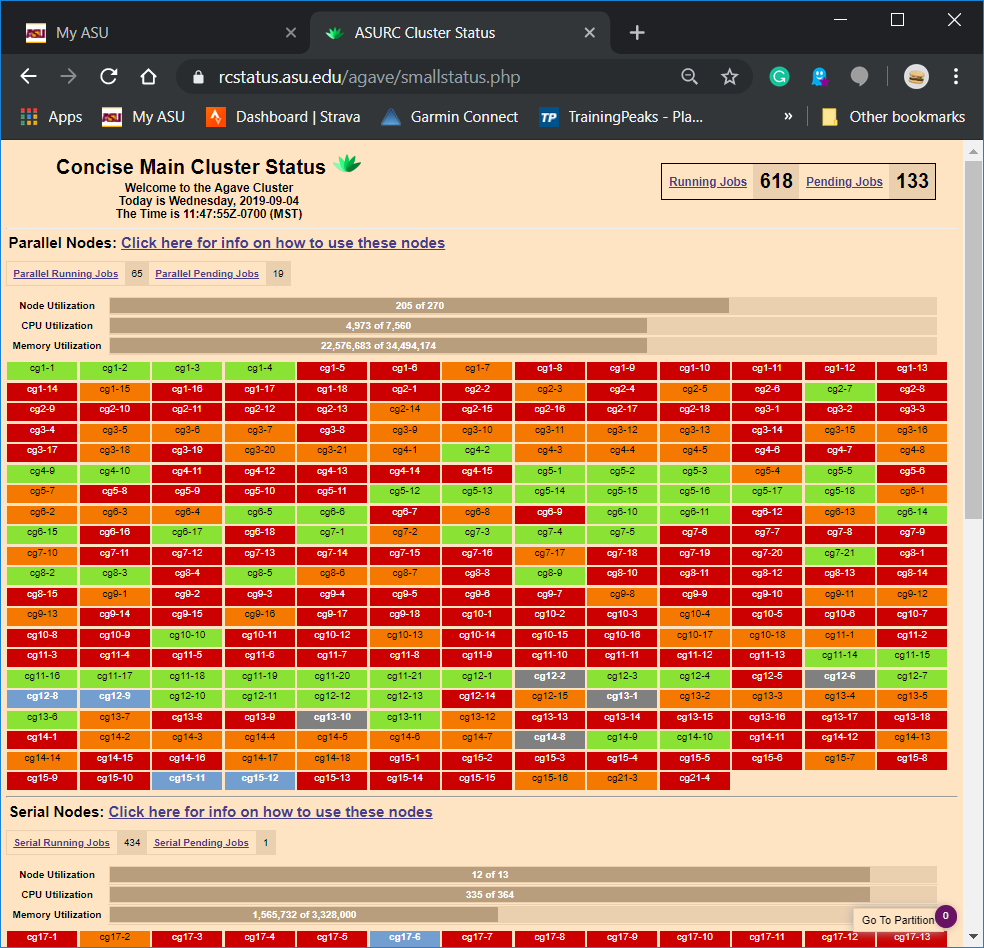 My ASU
ASURC Cluster Status
rcstatus.asu.edu/agave/smallstatus.php
Apps My ASU Dashboard | Strava Garmin Connect TP TrainingPeaks - Pla... » Other bookmarks
Concise Main Cluster Status
Welcome to the Agave Cluster
Today is Wednesday, 2019-09-04
The Time is 11:47:55Z-0700 (MST)
Running Jobs 618 Pending Jobs 133
Parallel Nodes: Click here for info on how to use these nodes
Parallel Running Jobs 65 Parallel Pending Jobs 19
Node Utilization 205 of 270
CPU Utilization 4,973 of 7,560
Memory Utilization 22,576,683 of 34,494,174
cg1-1 cg1-2 cg1-3 cg1-4 cg1-5 cg1-6 cg1-7 cg1-8 cg1-9 cg1-10 cg1-11 cg1-12 cg1-13
cg1-14 cg1-15 cg1-16 cg1-17 cg1-18 cg2-1 cg2-2 cg2-3 cg2-4 cg2-5 cg2-6 cg2-7 cg2-8
cg2-9 cg2-10 cg2-11 cg2-12 cg2-13 cg2-14 cg2-15 cg2-16 cg2-17 cg2-18 cg3-1 cg3-2 cg3-3
cg3-4 cg3-5 cg3-6 cg3-7 cg3-8 cg3-9 cg3-10 cg3-11 cg3-12 cg3-13 cg3-14 cg3-15 cg3-16
cg3-17 cg3-18 cg3-19 cg3-20 cg3-21 cg4-1 cg4-2 cg4-3 cg4-4 cg4-5 cg4-6 cg4-7 cg4-8
cg4-9 cg4-10 cg4-11 cg4-12 cg4-13 cg4-14 cg4-15 cg5-1 cg5-2 cg5-3 cg5-4 cg5-5 cg5-6
cg5-7 cg5-8 cg5-9 cg5-10 cg5-11 cg5-12 cg5-13 cg5-14 cg5-15 cg5-16 cg5-17 cg5-18 cg6-1
cg6-2 cg6-3 cg6-4 cg6-5 cg6-6 cg6-7 cg6-8 cg6-9 cg6-10 cg6-11 cg6-12 cg6-13 cg6-14
cg6-15 cg6-16 cg6-17 cg6-18 cg7-1 cg7-2 cg7-3 cg7-4 cg7-5 cg7-6 cg7-7 cg7-8 cg7-9
cg7-10 cg7-11 cg7-12 cg7-13 cg7-14 cg7-15 cg7-16 cg7-17 cg7-18 cg7-19 cg7-20 cg7-21 cg8-1
cg8-2 cg8-3 cg8-4 cg8-5 cg8-6 cg8-7 cg8-8 cg8-9 cg8-10 cg8-11 cg8-12 cg8-13 cg8-14
cg8-15 cg9-1 cg9-2 cg9-3 cg9-4 cg9-5 cg9-6 cg9-7 cg9-8 cg9-9 cg9-10 cg9-11 cg9-12
cg9-13 cg9-14 cg9-15 cg9-16 cg9-17 cg9-18 cg10-1 cg10-2 cg10-3 cg10-4 cg10-5 cg10-6 cg10-7
cg10-8 cg10-9 cg10-10 cg10-11 cg10-12 cg10-13 cg10-14 cg10-15 cg10-16 cg10-17 cg10-18 cg11-1 cg11-2
cg11-3 cg11-4 cg11-5 cg11-6 cg11-7 cg11-8 cg11-9 cg11-10 cg11-11 cg11-12 cg11-13 cg11-14 cg11-15
cg11-16 cg11-17 cg11-18 cg11-19 cg11-20 cg11-21 cg12-1 cg12-2 cg12-3 cg12-4 cg12-5 cg12-6 cg12-7
cg12-8 cg12-9 cg12-10 cg12-11 cg12-12 cg12-13 cg12-14 cg12-15 cg13-1 cg13-2 cg13-3 cg13-4 cg13-5
cg13-6 cg13-7 cg13-8 cg13-9 cg13-10 cg13-11 cg13-12 cg13-13 cg13-14 cg13-15 cg13-16 cg13-17 cg13-18
cg14-1 cg14-2 cg14-3 cg14-4 cg14-5 cg14-6 cg14-7 cg14-8 cg14-9 cg14-10 cg14-11 cg14-12 cg14-13
cg14-14 cg14-15 cg14-16 cg14-17 cg14-18 cg15-1 cg15-2 cg15-3 cg15-4 cg15-5 cg15-6 cg15-7 cg15-8
cg15-9 cg15-10 cg15-11 cg15-12 cg15-13 cg15-14 cg15-15 cg15-16 cg21-3 cg21-4
Serial Nodes: Click here for info on how to use these nodes
Serial Running Jobs 434 Serial Pending Jobs 1
Node Utilization 12 of 13
CPU Utilization 335 of 364
Memory Utilization 1,565,732 of 3,328,000
Go To Partition 0
cg17-1 cg17-2 cg17-3 cg17-4 cg17-5 cg17-6 cg17-7 cg17-8 cg17-9 cg17-10 cg17-11 cg17-12 cg17-13